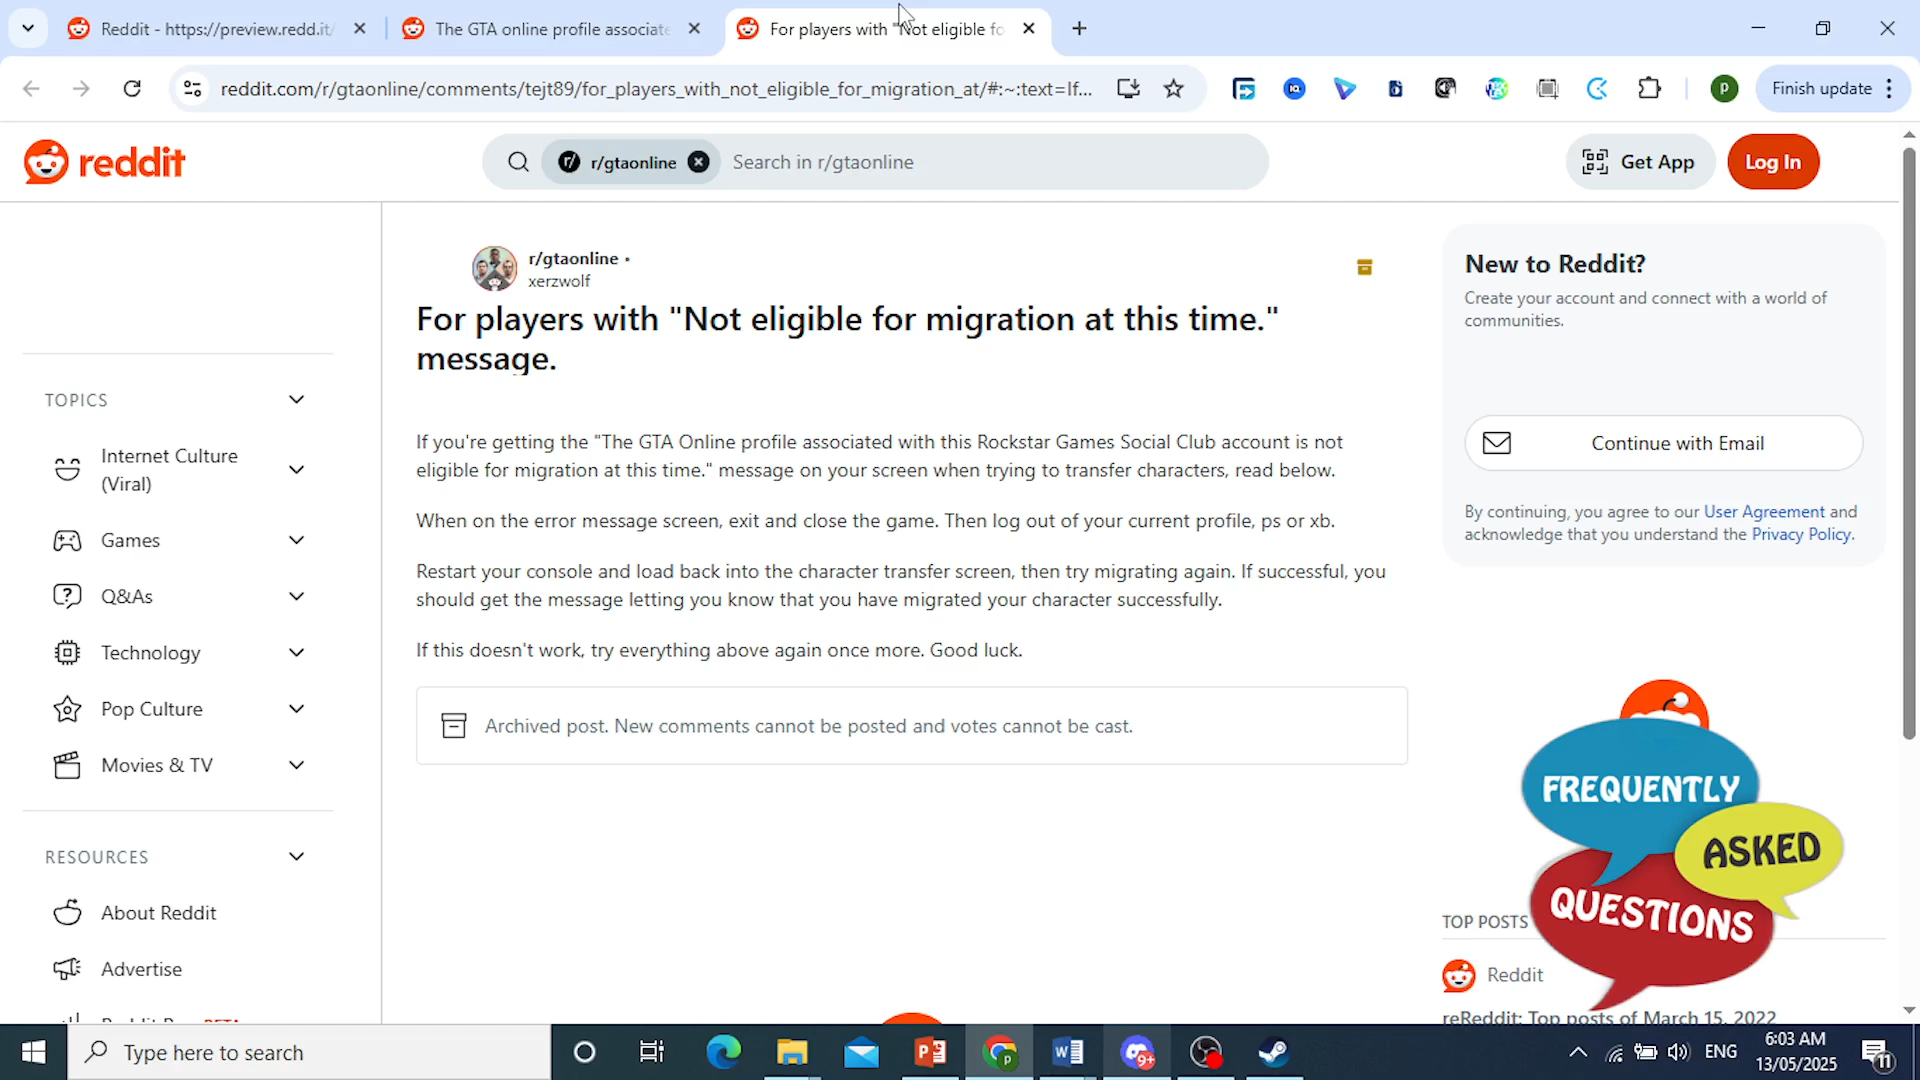 Reddit - https://preview.redd.it/
The GTA online profile associate
For players with "Not eligible fo
reddit.com/r/gtaonline/comments/tejt89/for_players_with_not_eligible_for_migration_at/#:~:text=If...
P
Finish update
reddit
r/gtaonline
Search in r/gtaonline
Get App
Log In
r/gtaonline •
xerzwolf
For players with "Not eligible for migration at this time."
message.
If you're getting the "The GTA Online profile associated with this Rockstar Games Social Club account is not
eligible for migration at this time." message on your screen when trying to transfer characters, read below.
When on the error message screen, exit and close the game. Then log out of your current profile, ps or xb.
Restart your console and load back into the character transfer screen, then try migrating again. If successful, you
should get the message letting you know that you have migrated your character successfully.
If this doesn't work, try everything above again once more. Good luck.
Archived post. New comments cannot be posted and votes cannot be cast.
TOPICS
Internet Culture
(Viral)
Games
Q&As
Technology
Pop Culture
Movies & TV
RESOURCES
About Reddit
Advertise
New to Reddit?
Create your account and connect with a world of
communities.
Continue with Email
By continuing, you agree to our User Agreement and
acknowledge that you understand the Privacy Policy.
FREQUENTLY
ASKED
QUESTIONS
TOP POSTS
Reddit
reReddit: Top posts of March 15, 2022
Type here to search
9+
ENG
6:03 AM
13/05/2025
11